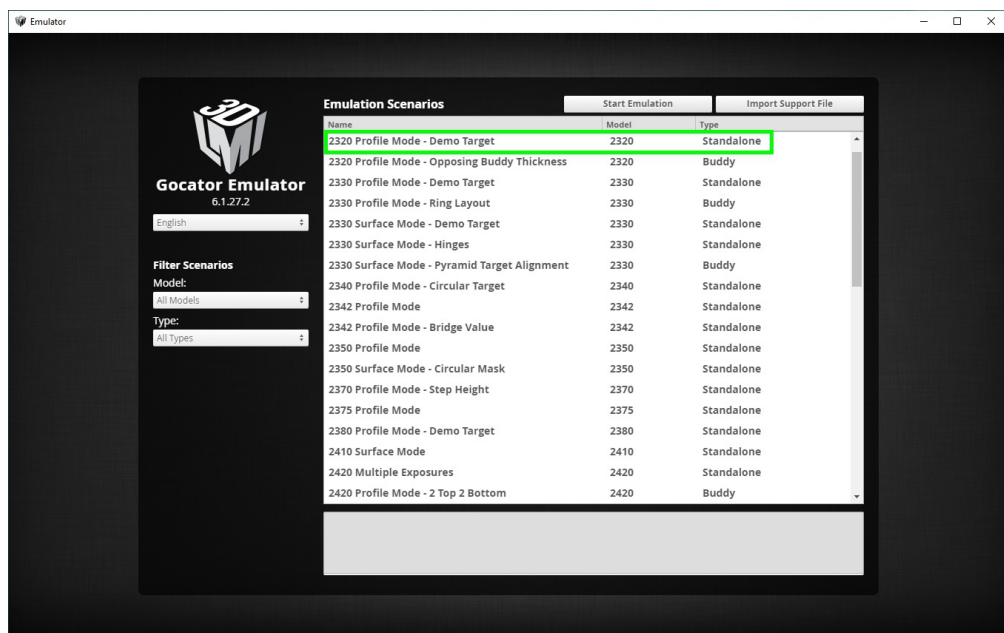 Emulator
3D
LMI
Gocator Emulator
6.1.27.2
English
Filter Scenarios
Model:
All Models
Type:
All Types
Emulation Scenarios
Start Emulation
Import Support File
Name Model Type
2320 Profile Mode - Demo Target 2320 Standalone
2320 Profile Mode - Opposing Buddy Thickness 2320 Buddy
2330 Profile Mode - Demo Target 2330 Standalone
2330 Profile Mode - Ring Layout 2330 Buddy
2330 Surface Mode - Demo Target 2330 Standalone
2330 Surface Mode - Hinges 2330 Standalone
2330 Surface Mode - Pyramid Target Alignment 2330 Buddy
2340 Profile Mode - Circular Target 2340 Standalone
2342 Profile Mode 2342 Standalone
2342 Profile Mode - Bridge Value 2342 Standalone
2350 Profile Mode 2350 Standalone
2350 Surface Mode - Circular Mask 2350 Standalone
2370 Profile Mode - Step Height 2370 Standalone
2375 Profile Mode 2375 Standalone
2380 Profile Mode - Demo Target 2380 Standalone
2410 Surface Mode 2410 Standalone
2420 Multiple Exposures 2420 Standalone
2420 Profile Mode - 2 Top 2 Bottom 2420 Buddy